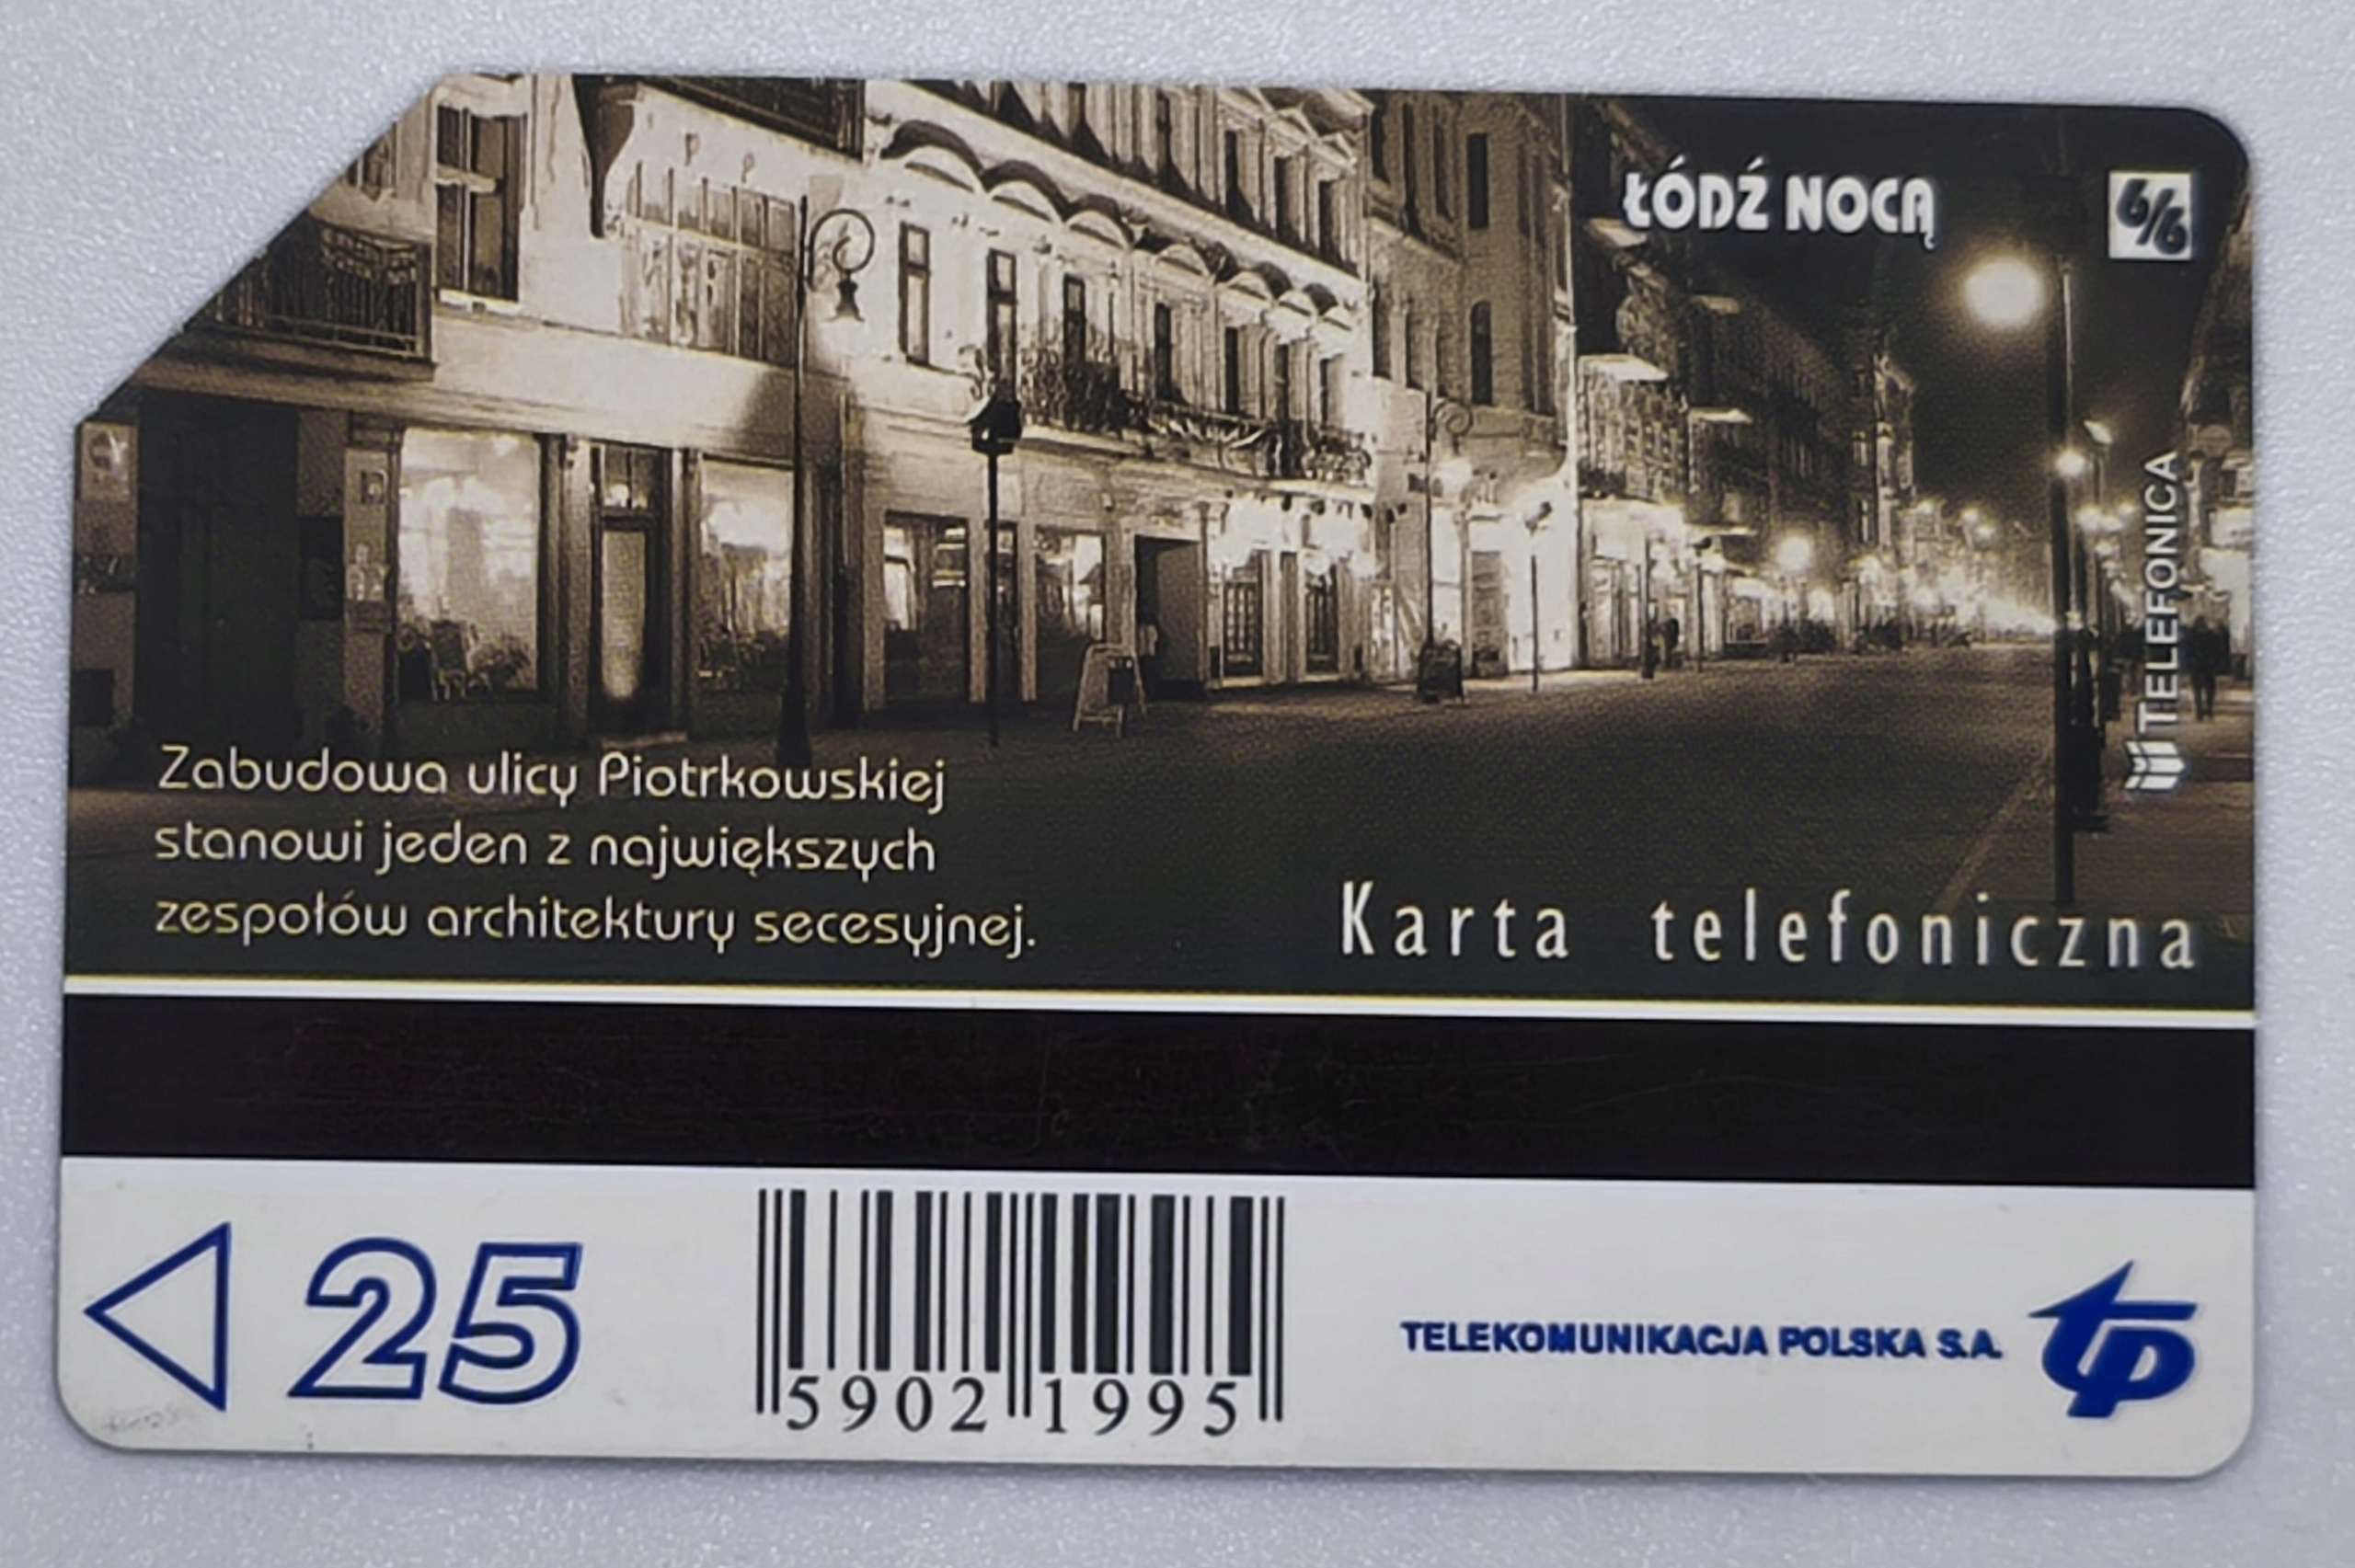 ŁÓDŹ NOCĄ
6/6
TELEFONICA
Zabudowa ulicy Piotrkowskiej
stanowi jeden z największych
zespołów architektury secesyjnej.
Karta telefoniczna
25
5902 1995
TELEKOMUNIKACJA POLSKA S.A.
tp